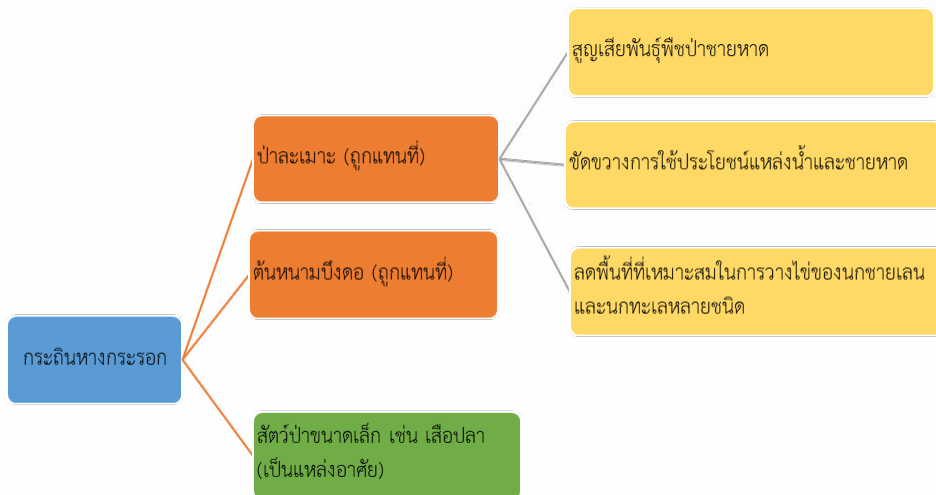 สูญเสียพันธุ์พืชป่าชายหาด
ป่าละเมาะ (ถูกแทนที่)
ขัดขวางการใช้ประโยชน์แหล่งน้ำและชายหาด
ต้นหนามบึงดอ (ถูกแทนที่)
ลดพื้นที่ที่เหมาะสมในการวางไข่ของนกชายเลน
และนกทะเลหลายชนิด
กระถินหางกระรอก
สัตว์ป่าขนาดเล็ก เช่น เสือปลา
(เป็นแหล่งอาศัย)